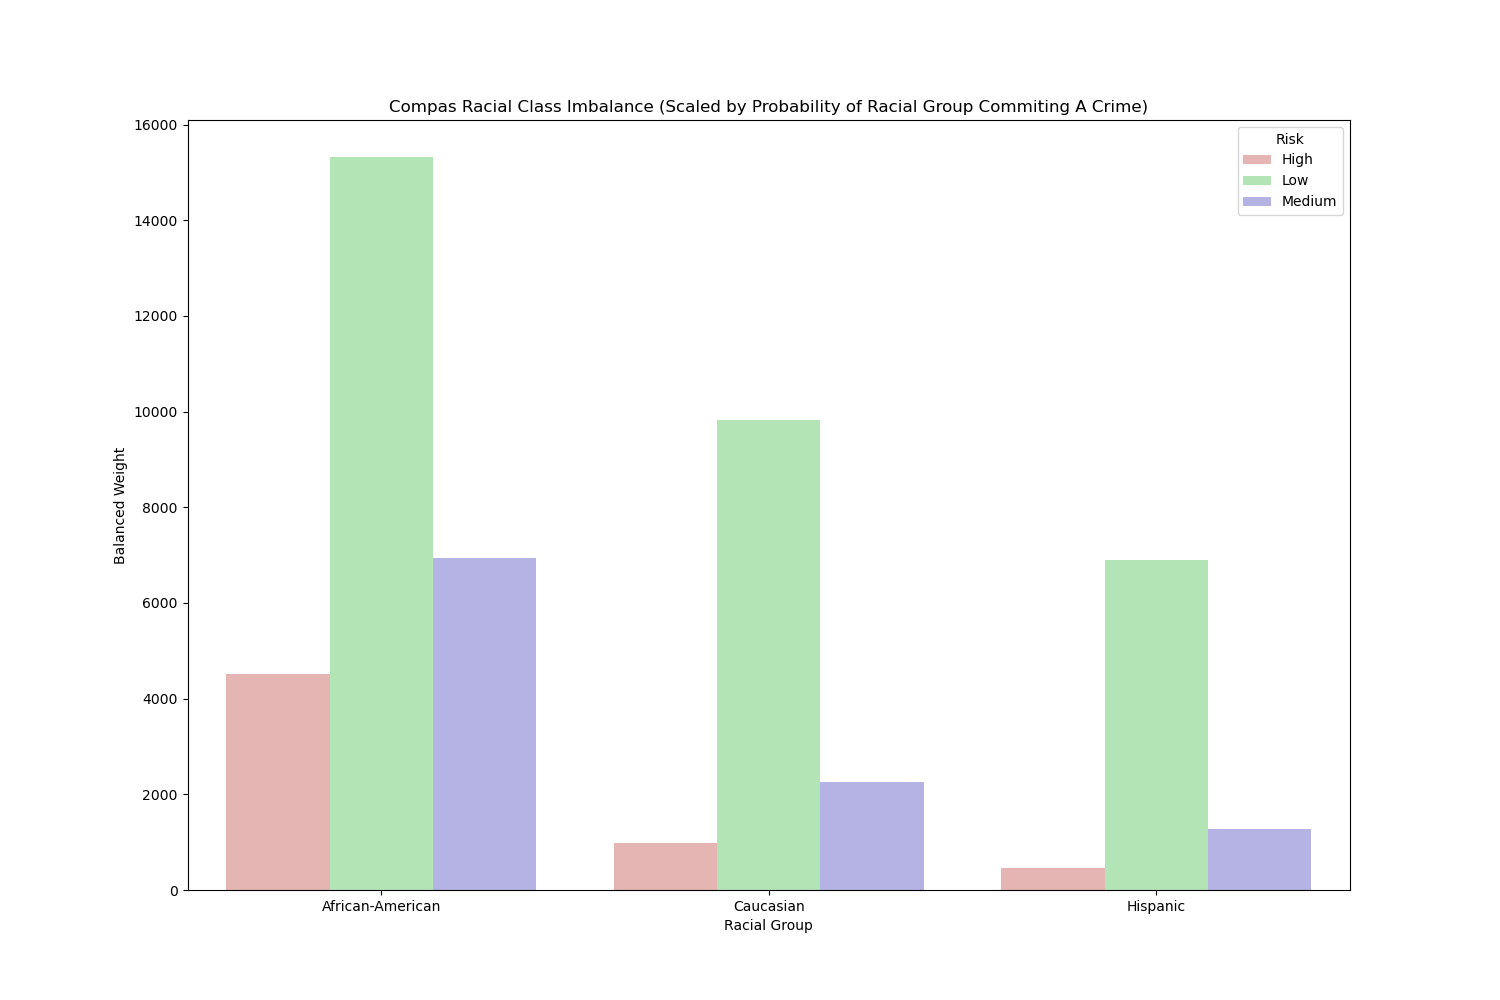 Compas Racial Class Imbalance (Scaled by Probability of Racial Group Commiting A Crime)
16000
14000
12000
10000
8000
6000
4000
2000
0
Balanced Weight
Risk
High
Low
Medium
African-American
Caucasian
Hispanic
Racial Group